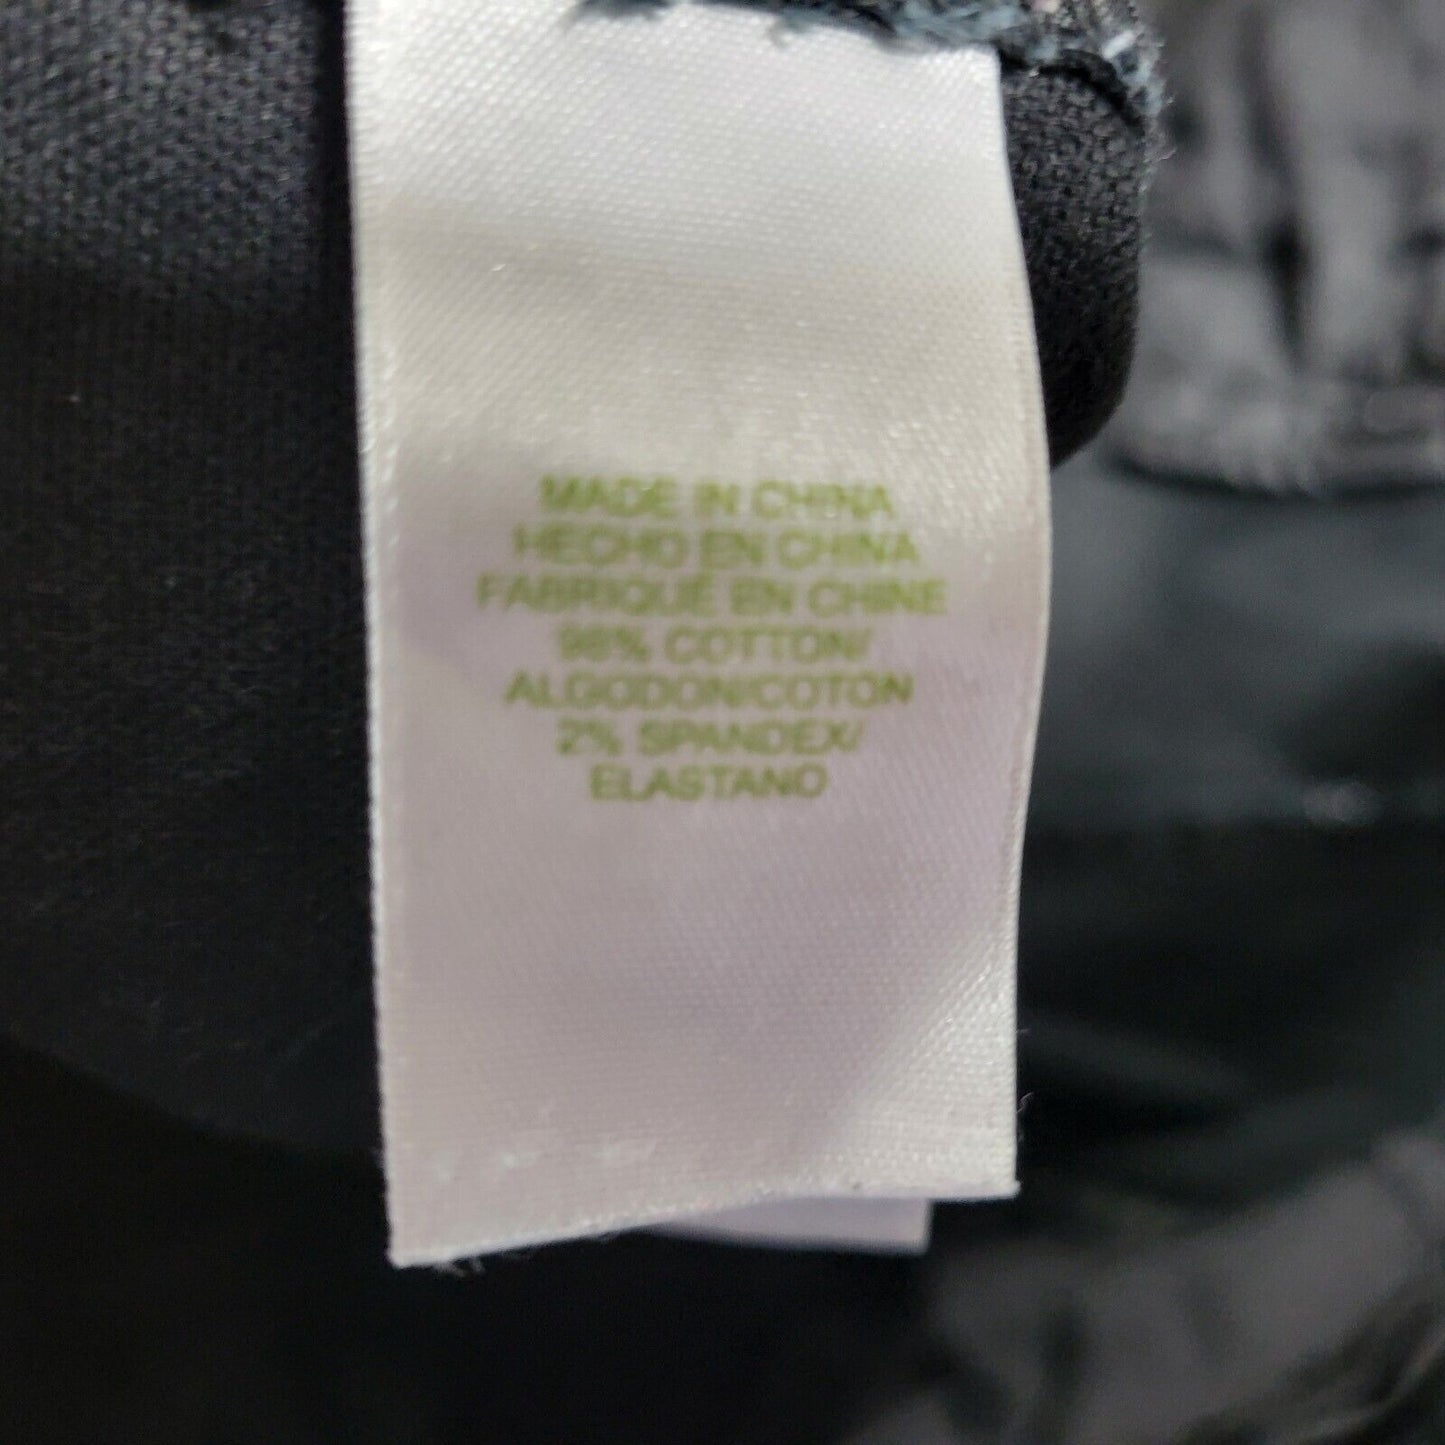 MADE IN CHINA
HECHO EN CHINA
FABRIQUÉ EN CHINE
98% COTTON/
ALGODON/COTON
2% SPANDEX/
ELASTANO